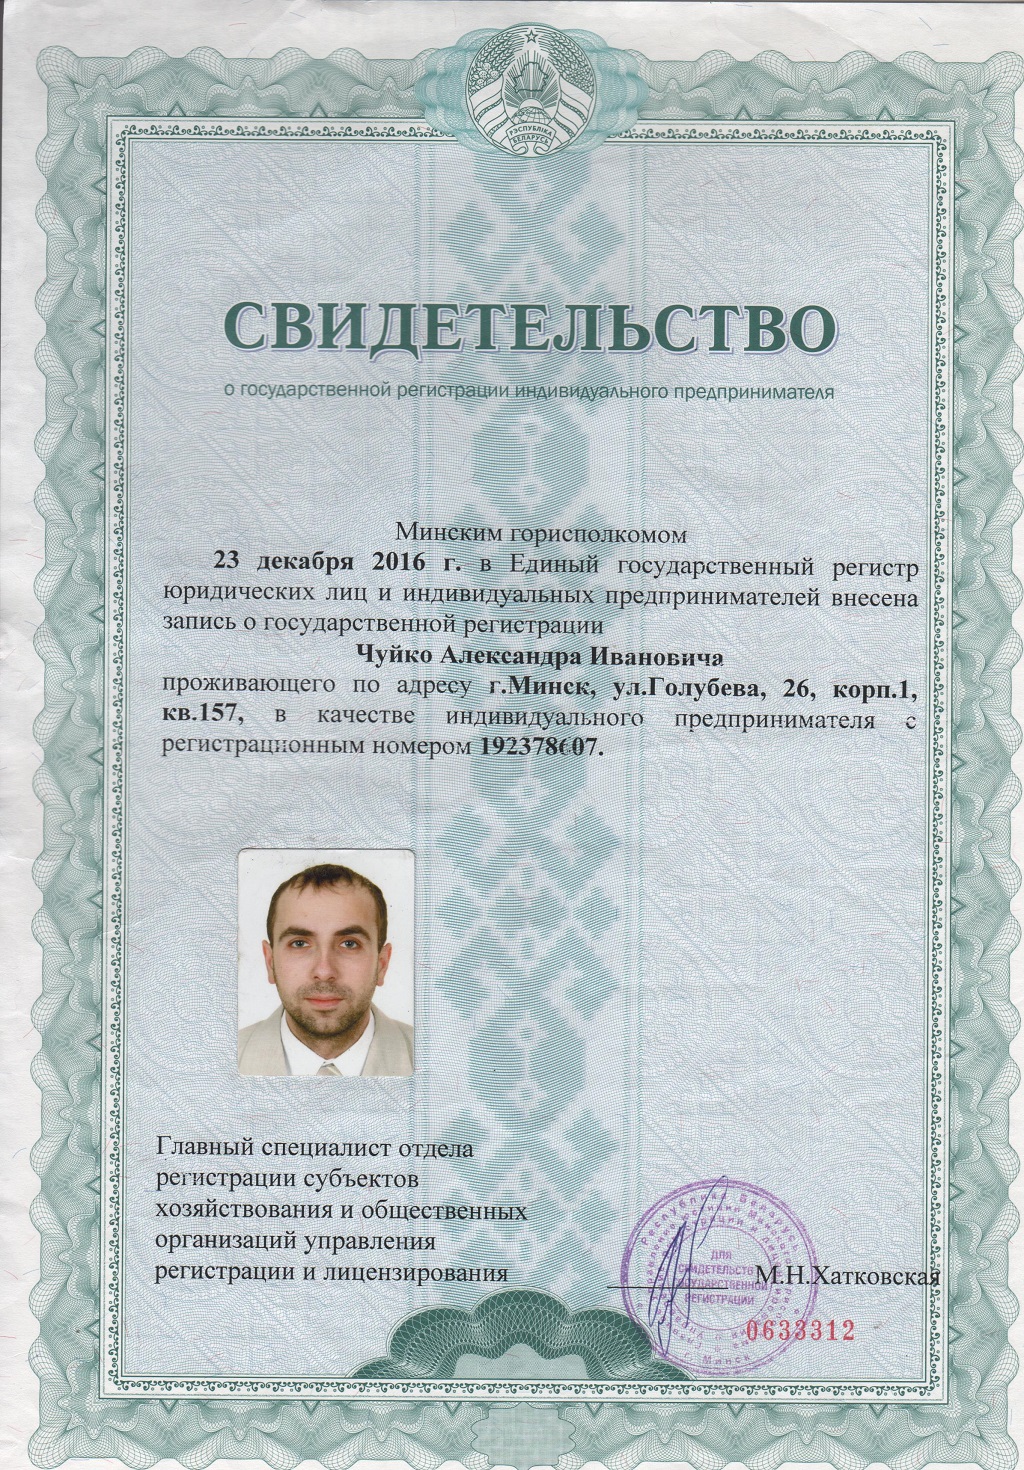 РЭСПУБЛІКА
БЕЛАРУСЬ
СВИДЕТЕЛЬСТВО
о государственной регистрации индивидуального предпринимателя
Минским горисполкомом
23 декабря 2016 г. в Единый государственный регистр
юридических лиц и индивидуальных предпринимателей внесена
запись о государственной регистрации
Чуйко Александра Ивановича
проживающего по адресу г.Минск, ул.Голубева, 26, корп.1,
кв.157, в качестве индивидуального предпринимателя с
регистрационным номером 192378607.
Главный специалист отдела
регистрации субъектов
хозяйствования и общественных
организаций управления
регистрации и лицензирования
М.Н.Хатковская
Республика Беларусь
ДЛЯ
СВИДЕТЕЛЬСТВ
ГОСУДАРСТВЕННОЙ
РЕГИСТРАЦИИ
Минск
0633312